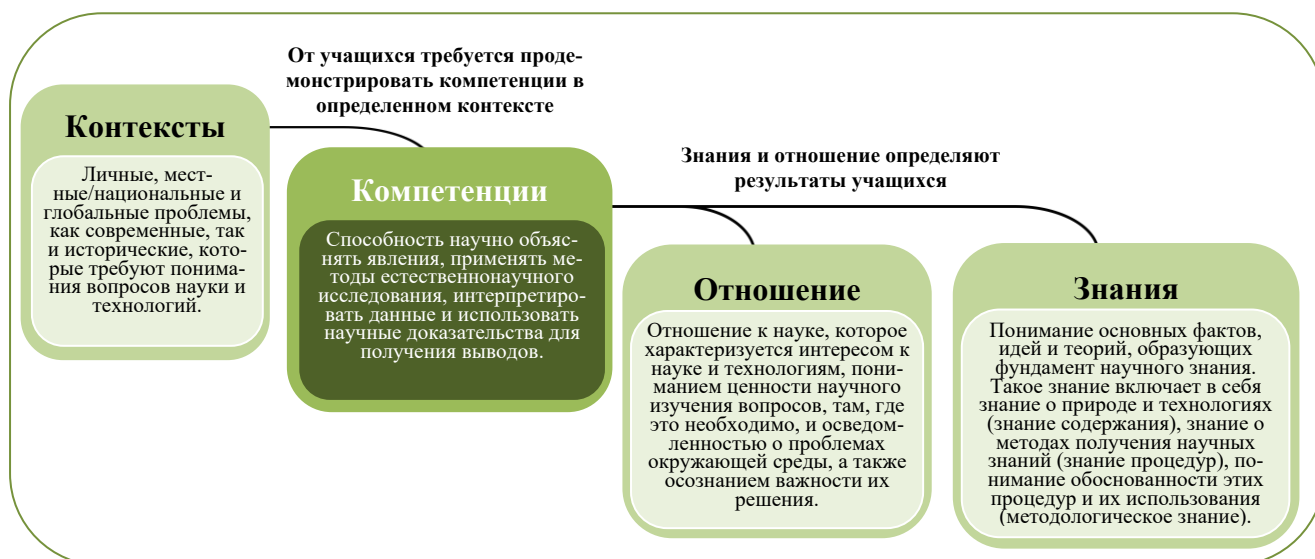 От учащихся требуется проде-
монстрировать компетенции в
определенном контексте
Контексты
Личные, мест-
ные/национальные и
глобальные проблемы,
как современные, так
и исторические, кото-
рые требуют понима-
ния вопросов науки и
технологий.
Знания и отношение определяют
результаты учащихся
Компетенции
Способность научно объяс-
нять явления, применять ме-
тоды естественнонаучного
исследования, интерпретиро-
вать данные и использовать
научные доказательства для
получения выводов.
Отношение
Отношение к науке, которое
характеризуется интересом к
науке и технологиям, пони-
манием ценности научного
изучения вопросов, там, где
это необходимо, и осведом-
ленностью о проблемах
окружающей среды, а также
осознанием важности их
решения.
Знания
Понимание основных фактов,
идей и теорий, образующих
фундамент научного знания.
Такое знание включает в себя
знание о природе и технологиях
(знание содержания), знание о
методах получения научных
знаний (знание процедур), по-
нимание обоснованности этих
процедур и их использования
(методологическое знание).